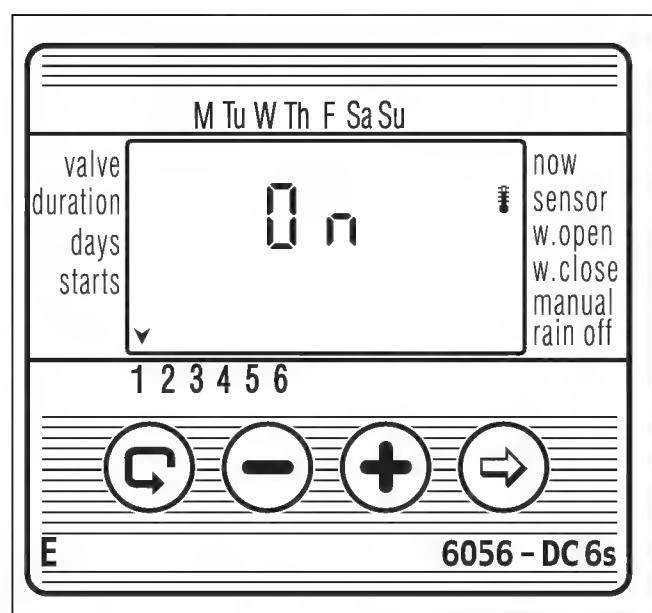 M Tu W Th F Sa Su
valve
duration
days
starts
On
now
sensor
w.open
w.close
manual
rain off
1 2 3 4 5 6
E
6056 – DC 6s